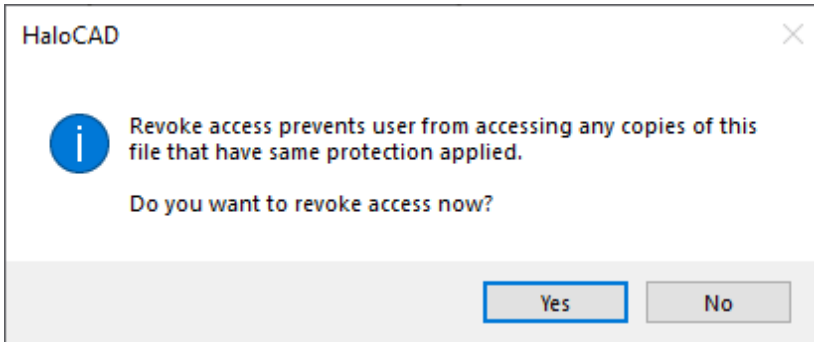 HaloCAD
Revoke access prevents user from accessing any copies of this
file that have same protection applied.
Do you want to revoke access now?
Yes
No